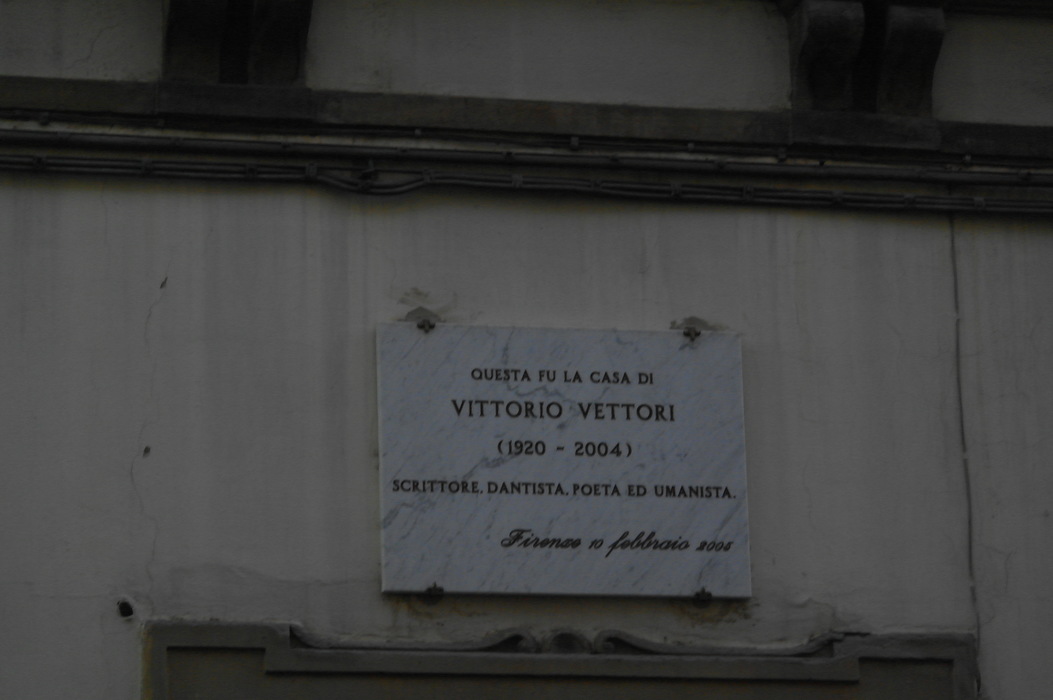 QUESTA FU LA CASA DI
VITTORIO VETTORI
(1920 - 2004)
SCRITTORE, DANTISTA, POETA ED UMANISTA.
Firenze 10 febbraio 2005